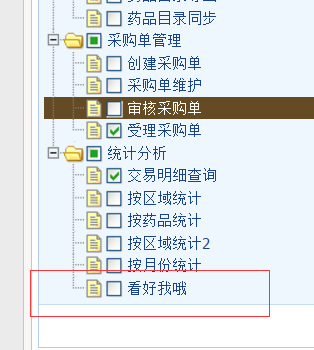 药品目录同步
采购单管理
创建采购单
采购单维护
审核采购单
受理采购单
统计分析
交易明细查询
按区域统计
按药品统计
按区域统计2
按月份统计
看好我哦